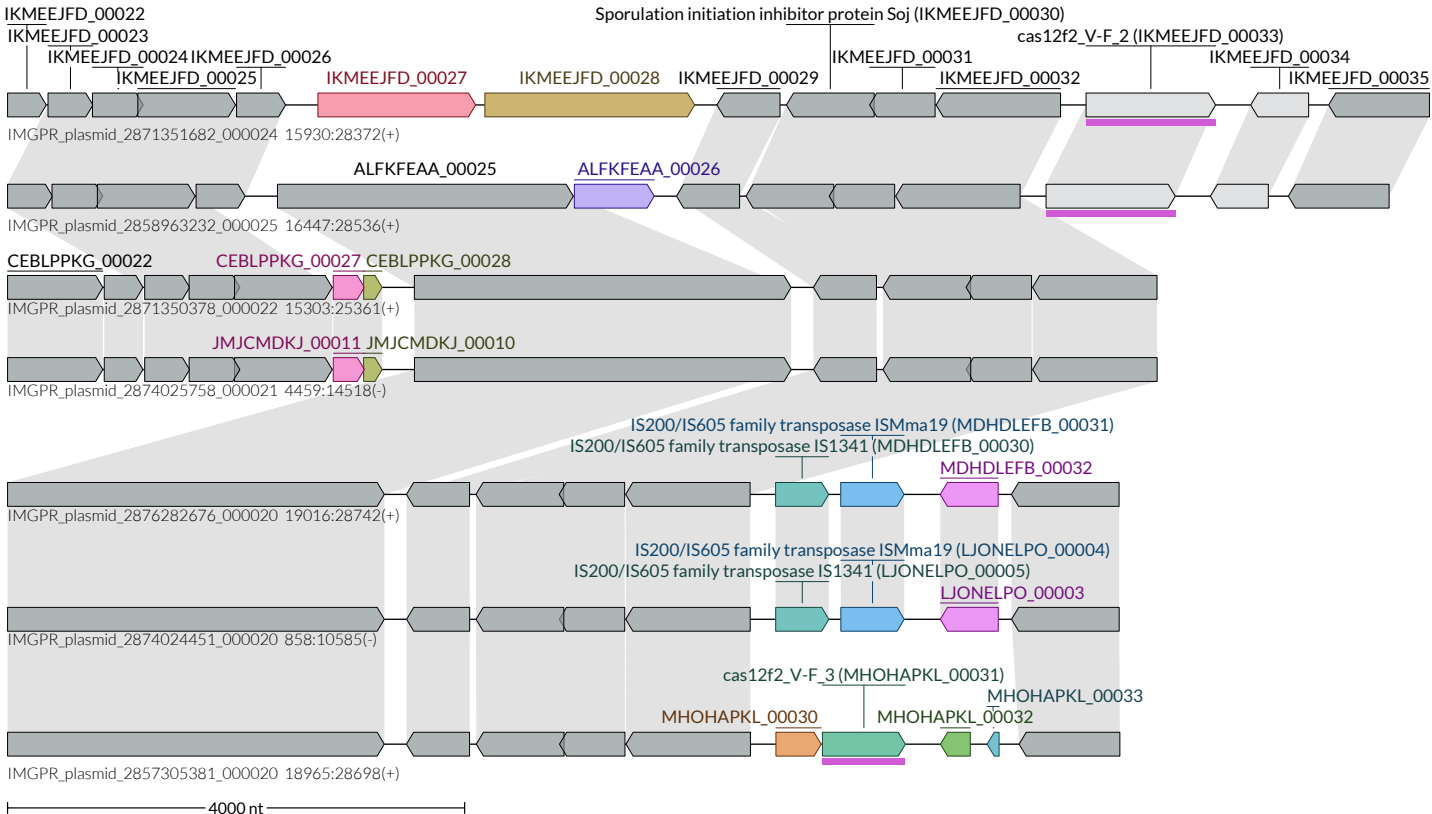 IKMEEJFD_00022
Sporulation initiation inhibitor protein Soj (IKMEEJFD_00030)
IKMEEJFD_00023
cas12f2_V-F_2 (IKMEEJFD_00033)
IKMEEJFD_00024 IKMEEJFD_00026
IKMEEJFD_00031
IKMEEJFD_00034
IKMEEJFD_00025
IKMEEJFD_00027
IKMEEJFD_00028
IKMEEJFD_00029
IKMEEJFD_00032
IKMEEJFD_00035
IMGPR_plasmid_2871351682_000024 15930:28372(+)
ALFKFEAA_00025
ALFKFEAA_00026
IMGPR_plasmid_2858963232_000025 16447:28536(+)
CEBLPPKG_00022
CEBLPPKG_00027
CEBLPPKG_00028
IMGPR_plasmid_2871350378_000022 15303:25361(+)
JMJCMDKJ_00011
JMJCMDKJ_00010
IMGPR_plasmid_2874025758_000021 4459:14518(-)
IS200/IS605 family transposase ISMma19 (MDHDLEFB_00031)
IS200/IS605 family transposase IS1341 (MDHDLEFB_00030)
MDHDLEFB_00032
IMGPR_plasmid_2876282676_000020 19016:28742(+)
IS200/IS605 family transposase ISMma19 (LJONELPO_00004)
IS200/IS605 family transposase IS1341 (LJONELPO_00005)
LJONELPO_00003
IMGPR_plasmid_2874024451_000020 858:10585(-)
cas12f2_V-F_3 (MHOHAPKL_00031)
MHOHAPKL_00033
MHOHAPKL_00030
MHOHAPKL_00032
IMGPR_plasmid_2857305381_000020 18965:28698(+)
4000 nt